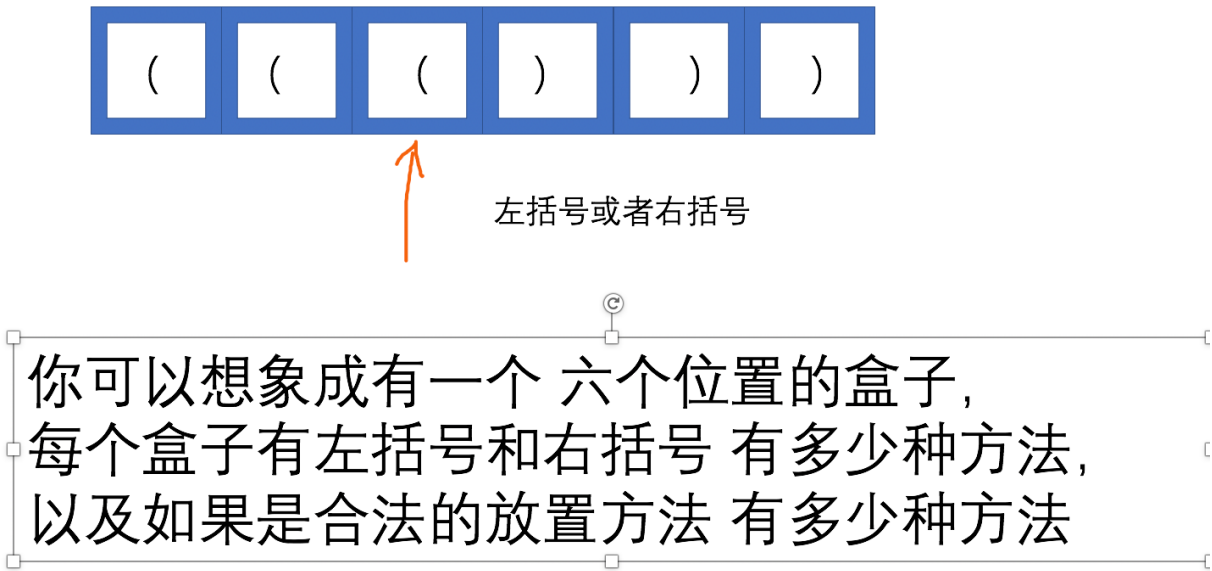 ( ( ( ) ) )
左括号或者右括号
你可以想象成有一个 六个位置的盒子,
每个盒子有左括号和右括号 有多少种方法,
以及如果是合法的放置方法 有多少种方法